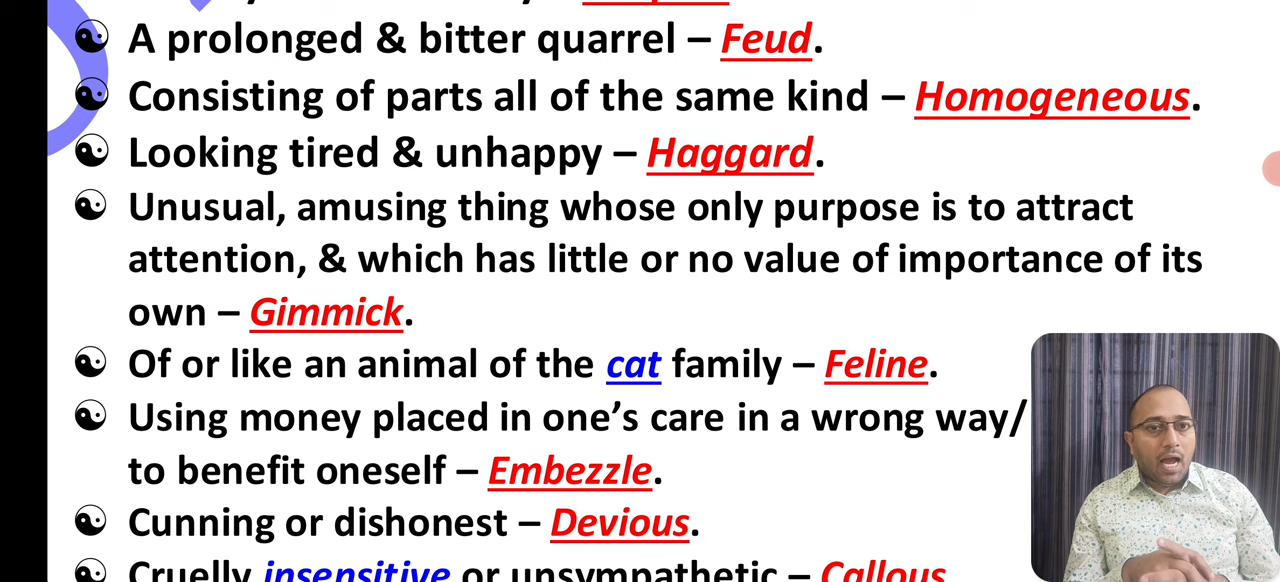 A prolonged & bitter quarrel – Feud.
Consisting of parts all of the same kind – Homogeneous.
Looking tired & unhappy – Haggard.
Unusual, amusing thing whose only purpose is to attract
attention, & which has little or no value of importance of its
own – Gimmick.
Of or like an animal of the cat family – Feline.
Using money placed in one’s care in a wrong way/
to benefit oneself – Embezzle.
Cunning or dishonest – Devious.
Cruelly insensitive or unsympathetic – Callous